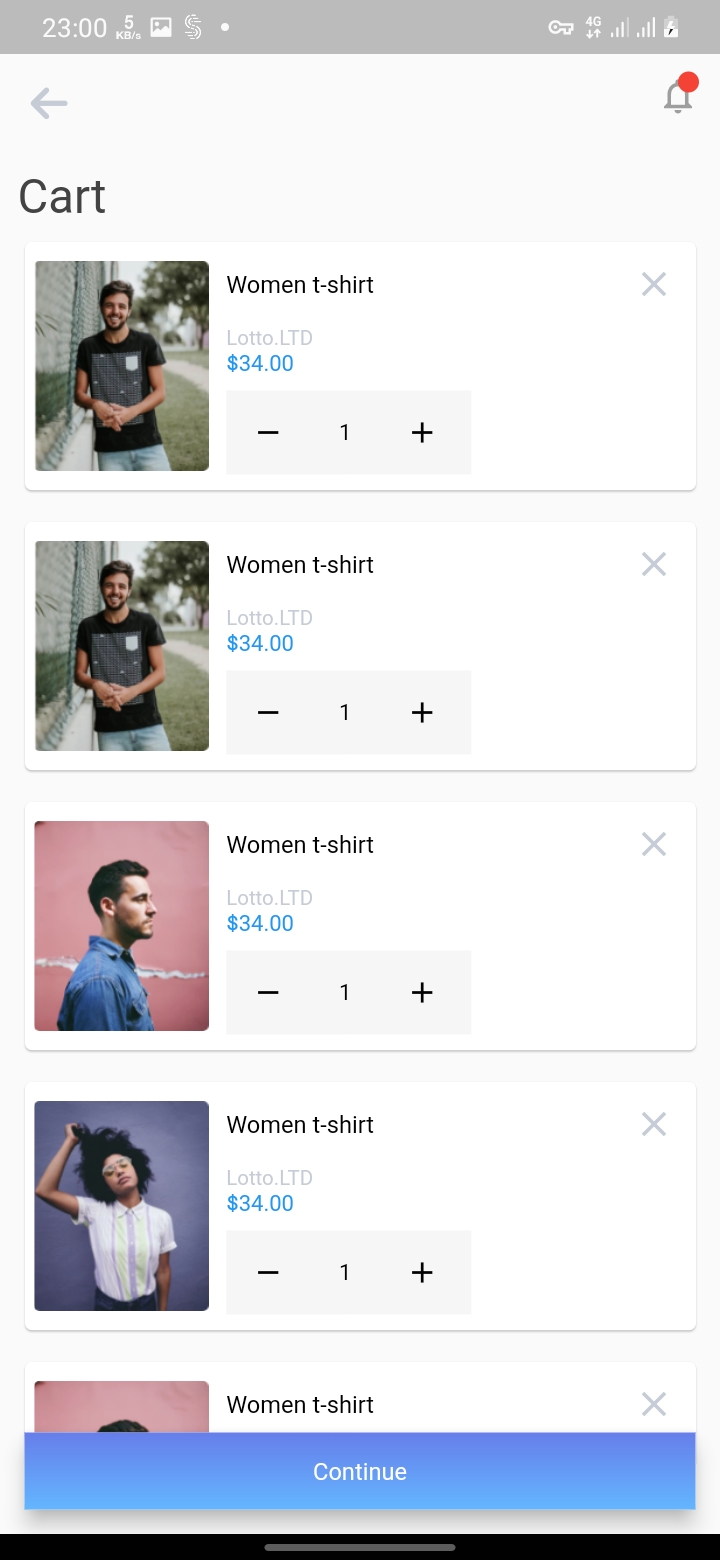 23:00 5 KB/s 4G
Cart
Women t-shirt
Lotto.LTD
$34.00
1
Women t-shirt
Lotto.LTD
$34.00
1
Women t-shirt
Lotto.LTD
$34.00
1
Women t-shirt
Lotto.LTD
$34.00
1
Women t-shirt
Continue